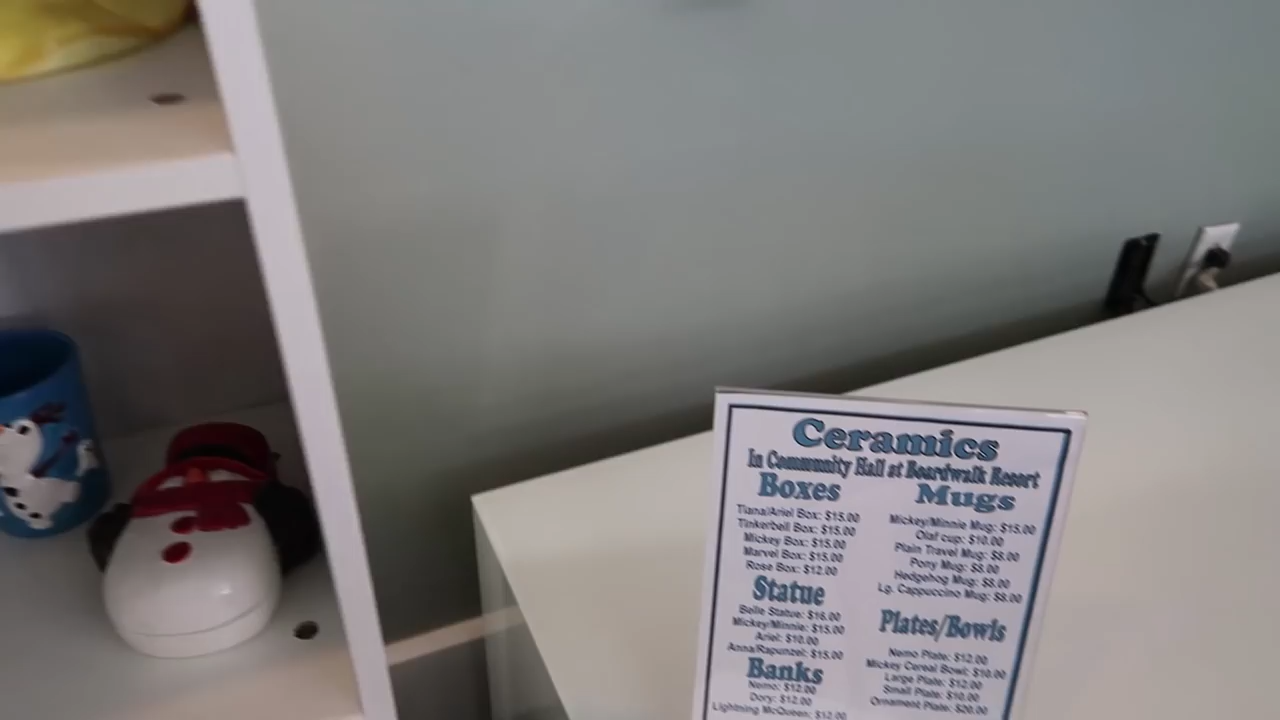 Ceramics
In Community Hall at Boardwalk Resort
Boxes
Tiana/Ariel Box: $15.00
Tinkerbell Box: $15.00
Mickey Box: $15.00
Marvel Box: $15.00
Rose Box: $12.00
Statue
Belle Statue: $16.00
Mickey/Minnie: $15.00
Ariel: $10.00
Anna/Rapunzel: $15.00
Banks
Nemo: $12.00
Dory: $12.00
Lightning McQueen: $12.00
Mugs
Mickey/Minnie Mug: $15.00
Olaf cup: $10.00
Plain Travel Mug: $8.00
Pony Mug: $8.00
Hedgehog Mug: $8.00
Lg. Cappuccino Mug: $8.00
Plates/Bowls
Nemo Plate: $12.00
Mickey Cereal Bowl: $10.00
Large Plate: $12.00
Small Plate: $10.00
Ornament Plate: $20.00